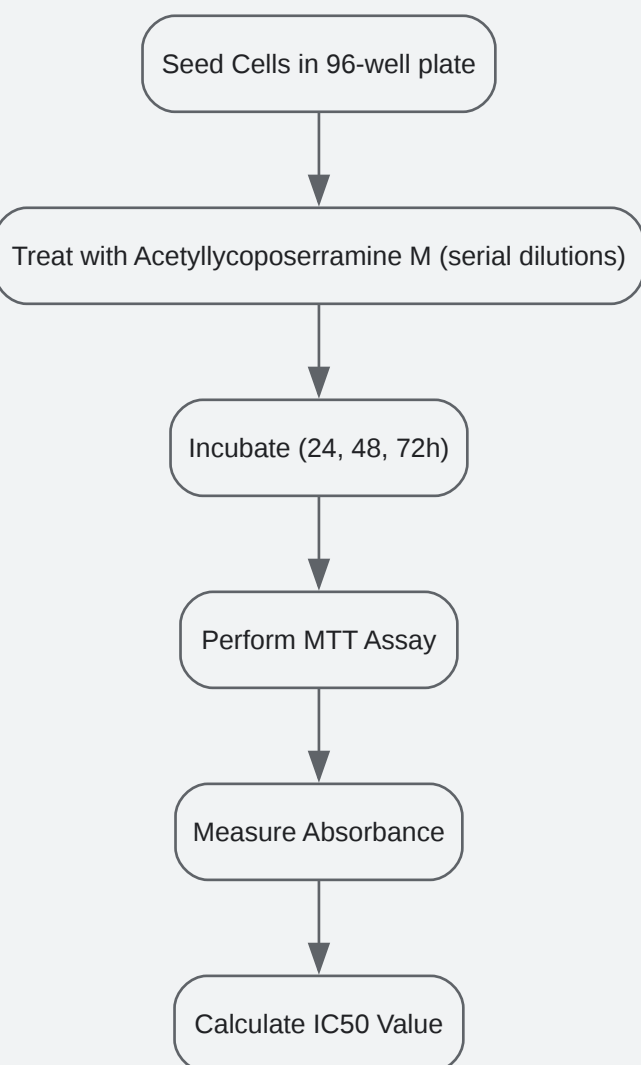 Seed Cells in 96-well plate
Treat with Acetyllycoposerramine M (serial dilutions)
Incubate (24, 48, 72h)
Perform MTT Assay
Measure Absorbance
Calculate IC50 Value